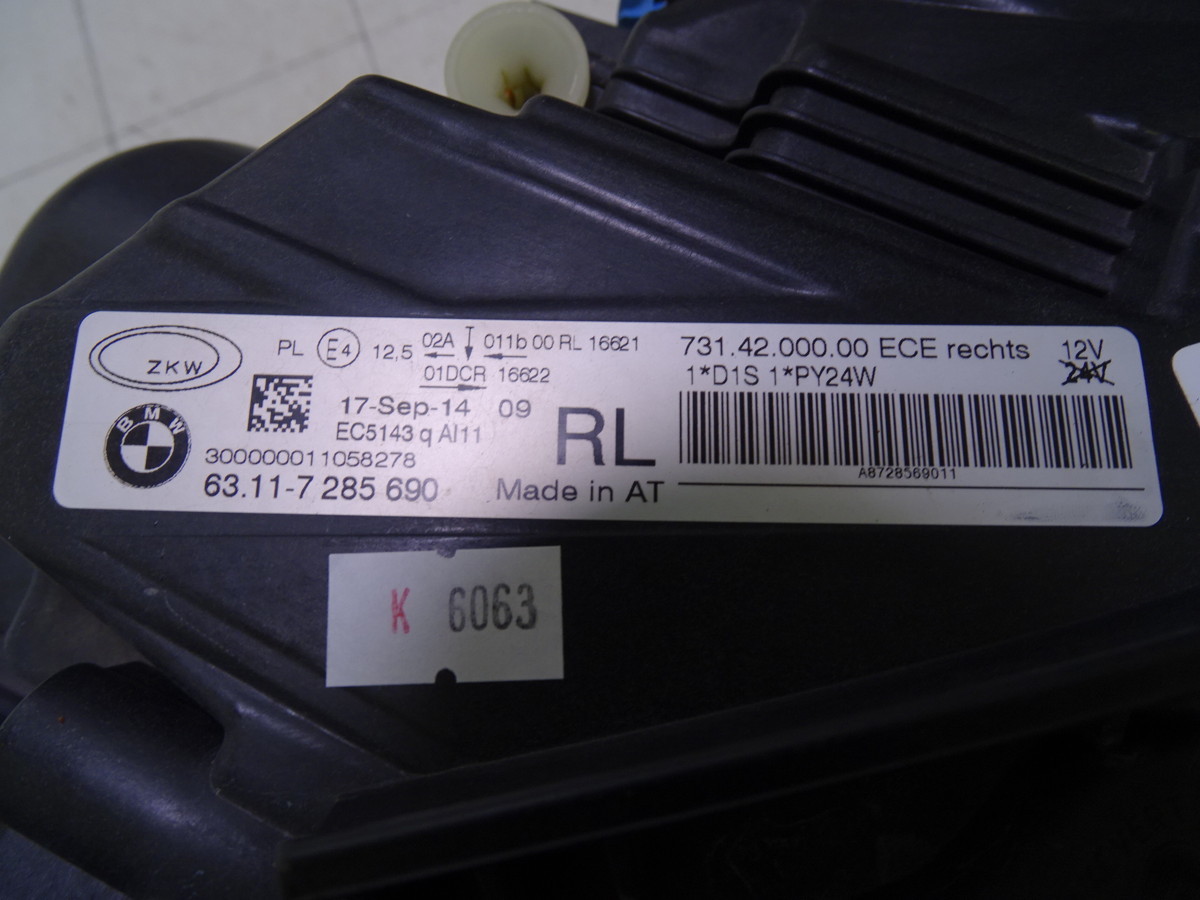 ZKW
PL E4 12,5 02A 011b 00 RL 16621
01DCR 16622
17-Sep-14 09
EC5143 q AI11
BMW
300000011058278
63.11-7 285 690
Made in AT
RL
731.42.000.00 ECE rechts
1*D1S 1*PY24W
12V
24V
A8728569011
K 6063